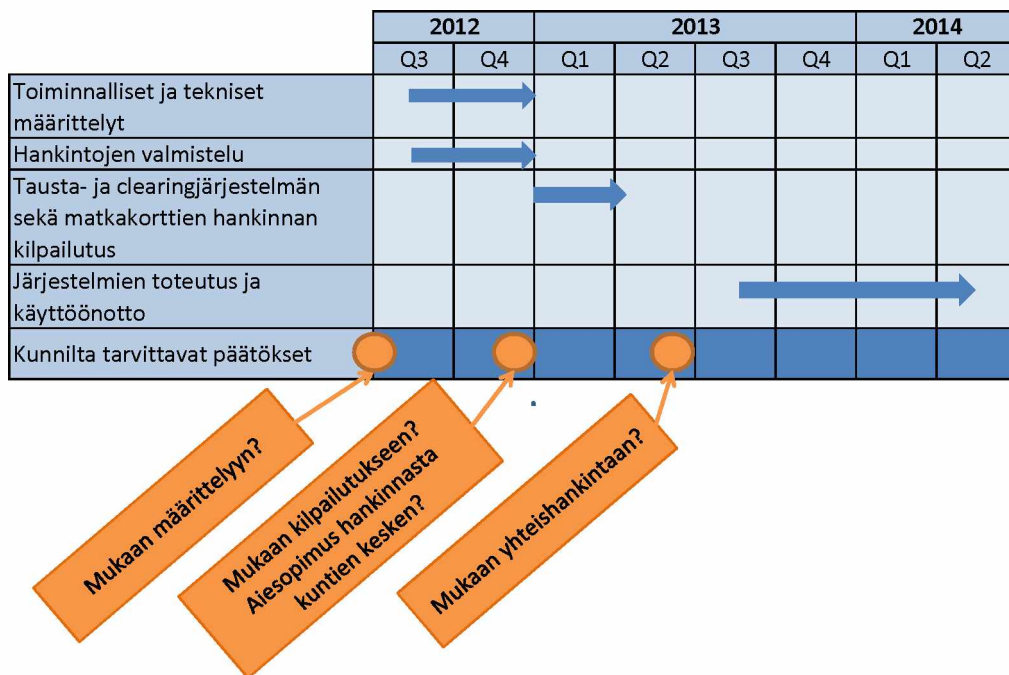 2012 2013 2014
Q3 Q4 Q1 Q2 Q3 Q4 Q1 Q2
Toiminnalliset ja tekniset
määrittelyt
Hankintojen valmistelu
Tausta- ja clearingjärjestelmän
sekä matkakorttien hankinnan
kilpailutus
Järjestelmien toteutus ja
käyttöönotto
Kunnilta tarvittavat päätökset
Mukaan määrittelyyn?
Mukaan kilpailutukseen?
Aiesopimus hankinnasta
kuntien kesken?
Mukaan yhteishankintaan?